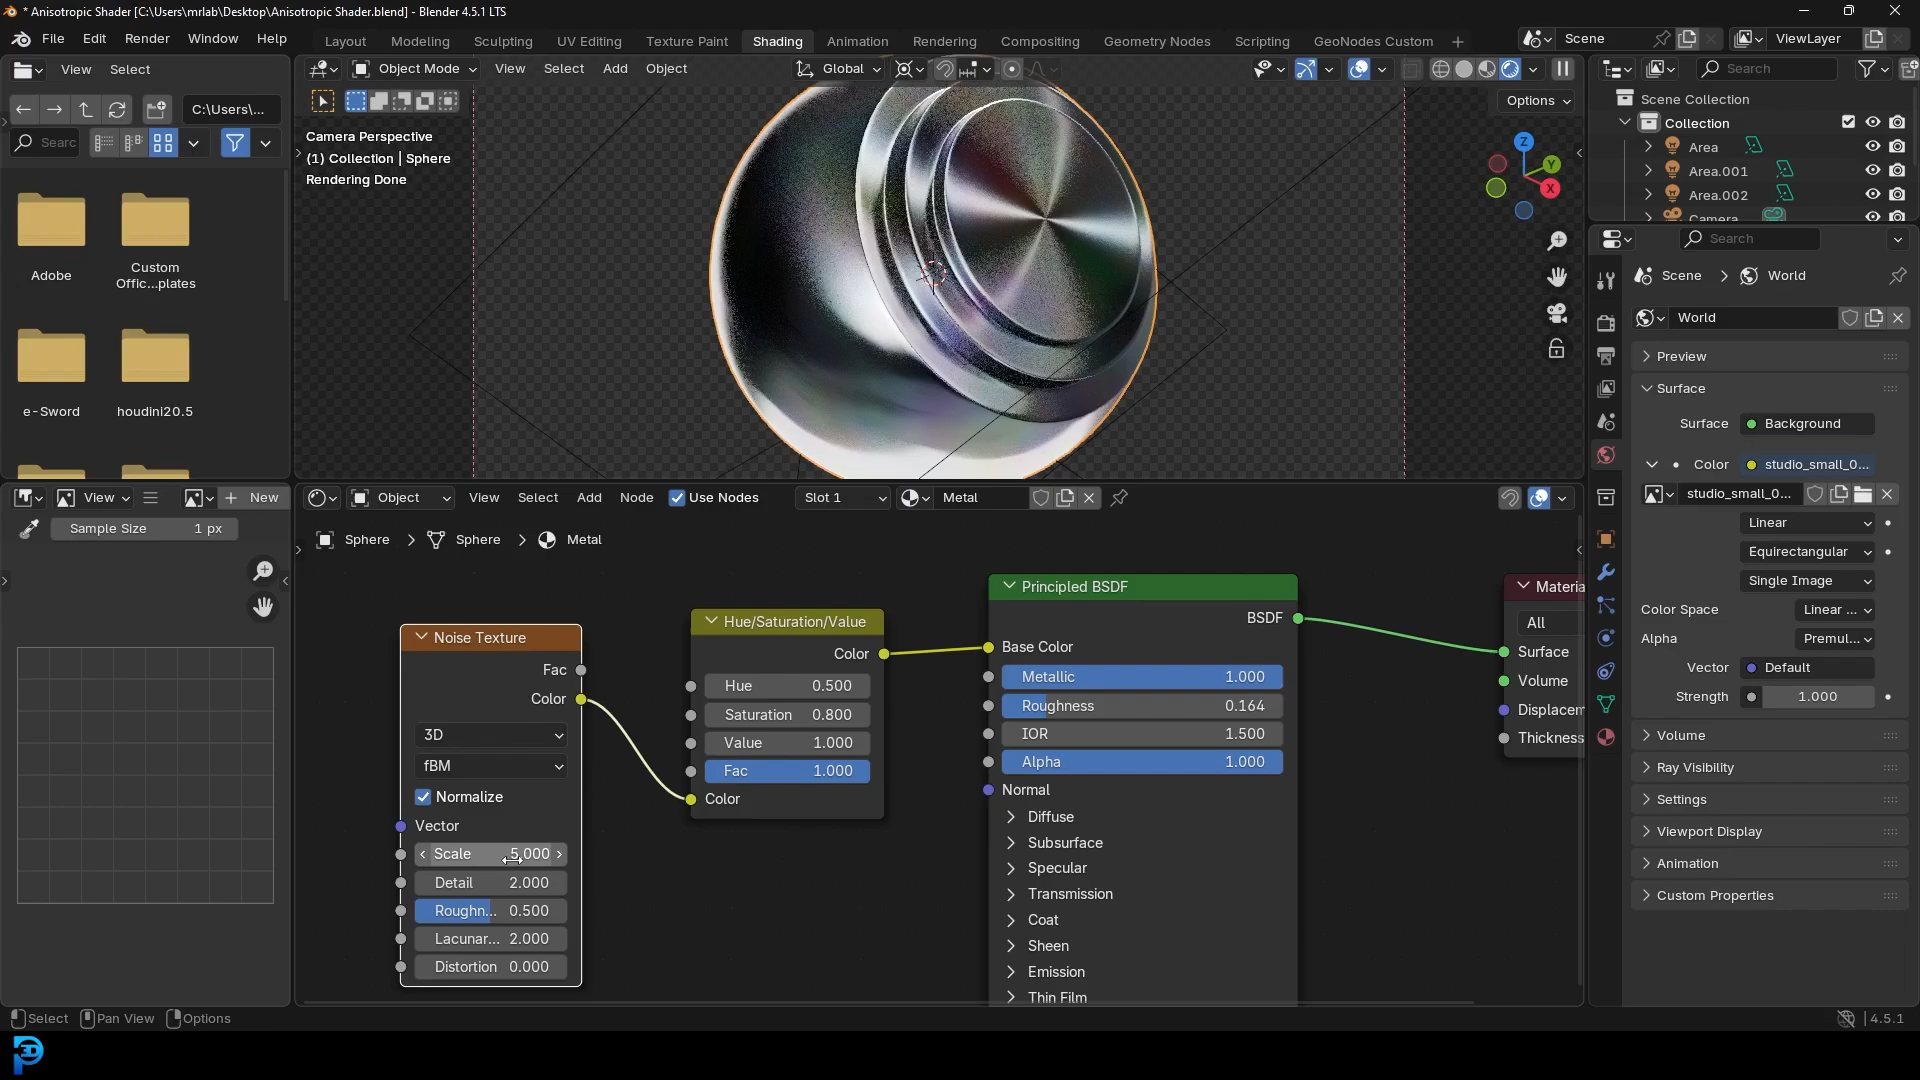 * Anisotropic Shader [C:\Users\mrlab\Desktop\Anisotropic Shader.blend] - Blender 4.5.1 LTS
File Edit Render Window Help Layout Modeling Sculpting UV Editing Texture Paint Shading Animation Rendering Compositing Geometry Nodes Scripting GeoNodes Custom + Scene ViewLayer
View Select
Object Mode View Select Add Object Global
Search
C:\Users\...
Options
Searc
Camera Perspective
(1) Collection | Sphere
Rendering Done
Z
Y
X
Scene Collection
Collection
Area
Area.001
Area.002
Camera
Adobe
Custom
Offic...plates
e-Sword
houdini20.5
Search
Scene > World
World
Preview
Surface
Surface Background
Color studio_small_0...
studio_small_0...
Linear
Equirectangular
Single Image
Color Space Linear ...
Alpha Premul...
Vector Default
Strength 1.000
Volume
Ray Visibility
Settings
Viewport Display
Animation
Custom Properties
View + New
Sample Size 1 px
Object View Select Add Node Use Nodes Slot 1 Metal
Sphere > Sphere > Metal
Noise Texture
Fac
Color
3D
fBM
Normalize
Vector
Scale 5.000
Detail 2.000
Roughn... 0.500
Lacunar... 2.000
Distortion 0.000
Hue/Saturation/Value
Color
Hue 0.500
Saturation 0.800
Value 1.000
Fac 1.000
Color
Principled BSDF
BSDF
Base Color
Metallic 1.000
Roughness 0.164
IOR 1.500
Alpha 1.000
Normal
Diffuse
Subsurface
Specular
Transmission
Coat
Sheen
Emission
Thin Film
Materia
All
Surface
Volume
Displacem
Thickness
Select Pan View Options
4.5.1